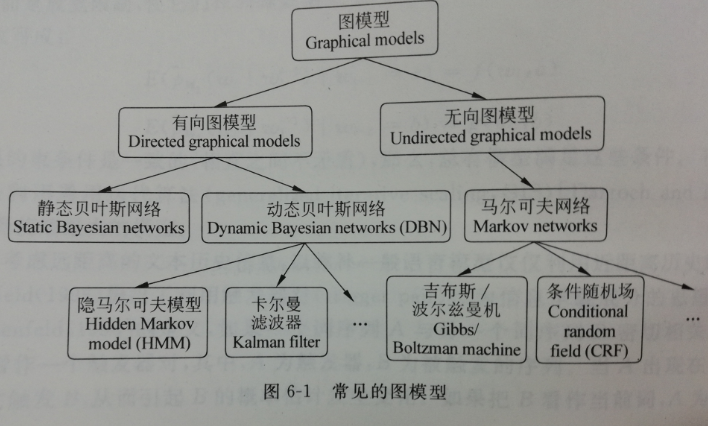 图模型
Graphical models
有向图模型
Directed graphical models
无向图模型
Undirected graphical models
静态贝叶斯网络
Static Bayesian networks
动态贝叶斯网络
Dynamic Bayesian networks (DBN)
马尔可夫网络
Markov networks
隐马尔可夫模型
Hidden Markov
model (HMM)
卡尔曼
滤波器
Kalman filter
…
吉布斯/
波尔兹曼机
Gibbs/
Boltzman machine
条件随机场
Conditional
random
field (CRF)
…
图 6-1 常见的图模型